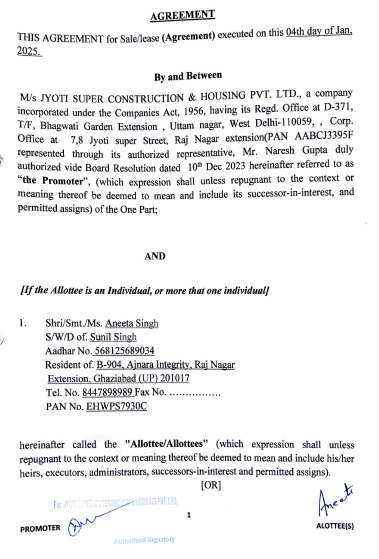 AGREEMENT
THIS AGREEMENT for Sale/lease (Agreement) executed on this 04th day of Jan,
2025.
By and Between
M/s JYOTI SUPER CONSTRUCTION & HOUSING PVT. LTD., a company
incorporated under the Companies Act, 1956, having its Regd. Office at D-371,
T/F, Bhagwati Garden Extension , Uttam nagar, West Delhi-110059, , Corp.
Office at 7,8 Jyoti super Street, Raj Nagar extension(PAN AABCJ3395F
represented through its authorized representative, Mr. Naresh Gupta duly
authorized vide Board Resolution dated 10th Dec 2023 hereinafter referred to as
"the Promoter", (which expression shall unless repugnant to the context or
meaning thereof be deemed to mean and include its successor-in-interest, and
permitted assigns) of the One Part;
AND
[If the Allottee is an Individual, or more that one individual]
1. Shri/Smt./Ms. Aneeta Singh
S/W/D of. Sunil Singh
Aadhar No. 568125689034
Resident of. B-904, Ajnara Integrity, Raj Nagar
Extension, Ghaziabad (UP) 201017
Tel. No. 8447898989 Fax No. ................
PAN No. EHWPS7930C
hereinafter called the "Allottee/Allottees" (which expression shall unless
repugnant to the context or meaning thereof be deemed to mean and include his/her
heirs, executors, administrators, successors-in-interest and permitted assigns).
[OR]
For JYOTI SUPER CONSTRUCTION & HOUSING PVT. LTD.
Aneeta
1
PROMOTER
ALOTTEE(S)
Authorised Signatory